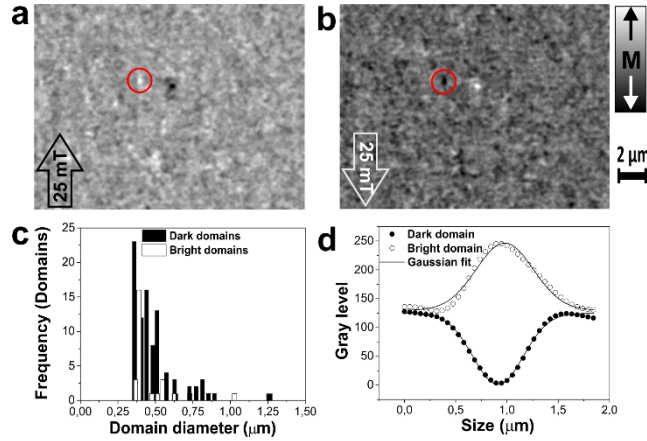 a
25 mT
b
25 mT
M
2 µm
c
Dark domains
Bright domains
Frequency (Domains)
25
20
15
10
5
0
0,00 0,25 0,50 0,75 1,00 1,25 1,50
Domain diameter (µm)
d
Dark domain
Bright domain
Gaussian fit
Gray level
250
200
150
100
50
0
0,0 0,5 1,0 1,5 2,0
Size (µm)